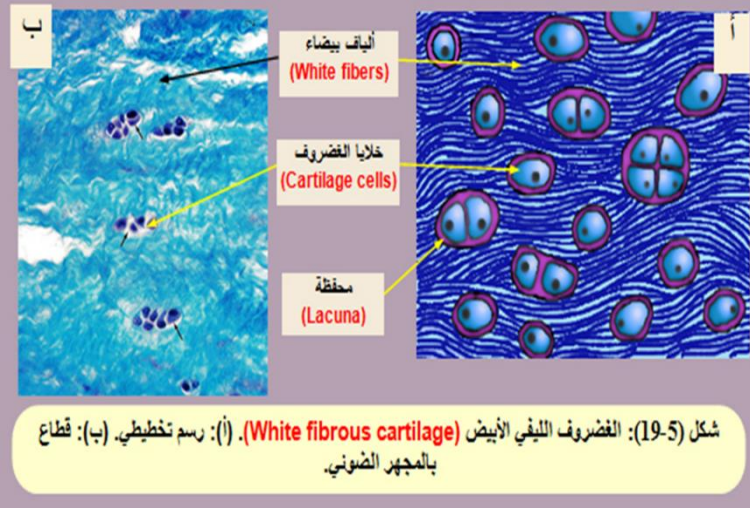 أ
ب
ألياف بيضاء
(White fibers)
خلايا الغضروف
(Cartilage cells)
محفظة
(Lacuna)
شكل (5-19): الغضروف الليفي الأبيض (White fibrous cartilage). (أ): رسم تخطيطي. (ب): قطاع
بالمجهر الضوئي.